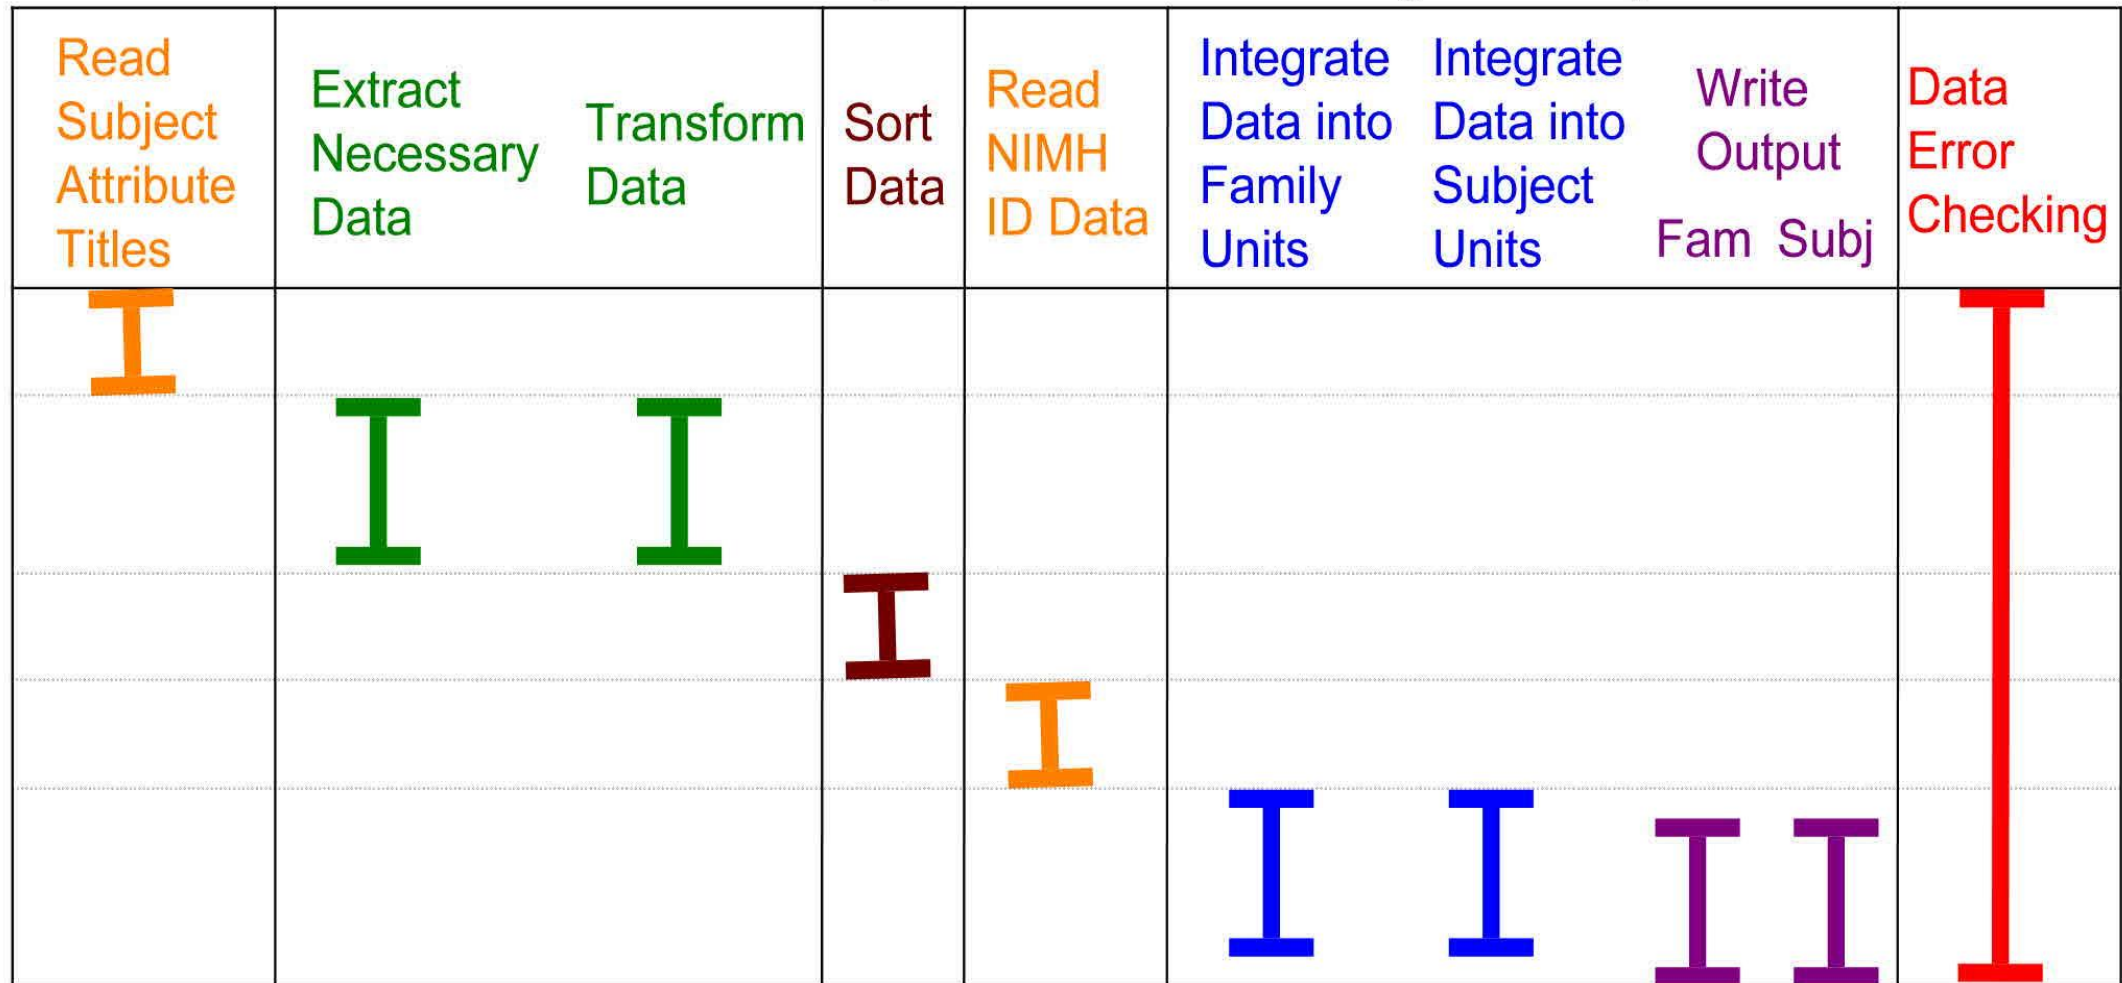 Read
Subject
Attribute
Titles
Extract
Necessary
Data
Transform
Data
Sort
Data
Read
NIMH
ID Data
Integrate
Data into
Family
Units
Integrate
Data into
Subject
Units
Write
Output
Fam Subj
Data
Error
Checking